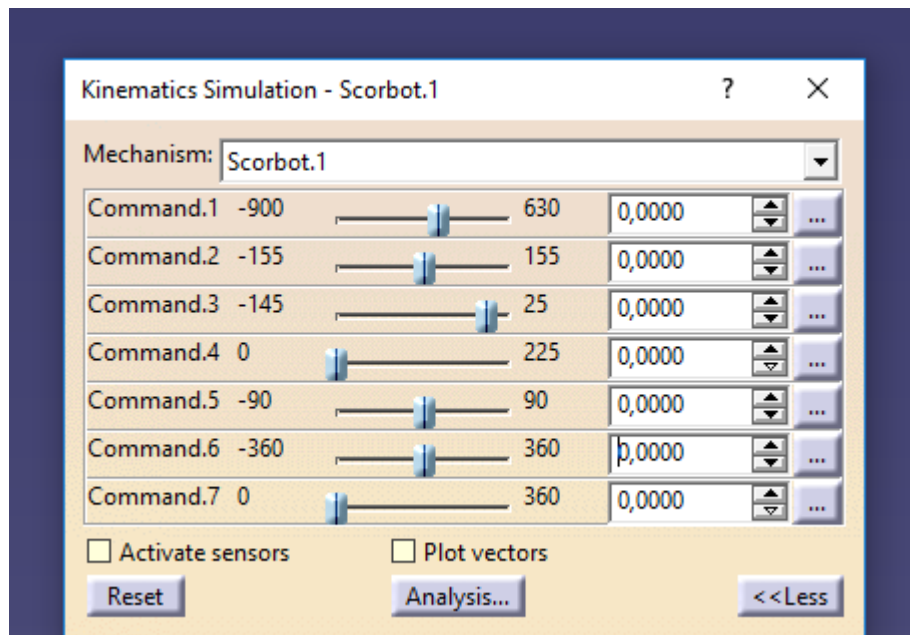 Kinematics Simulation - Scorbot.1 ?
Mechanism: Scorbot.1
Command.1 -900 630 0,0000 ...
Command.2 -155 155 0,0000 ...
Command.3 -145 25 0,0000 ...
Command.4 0 225 0,0000 ...
Command.5 -90 90 0,0000 ...
Command.6 -360 360 0,0000 ...
Command.7 0 360 0,0000 ...
Activate sensors Plot vectors
Reset Analysis... <<Less